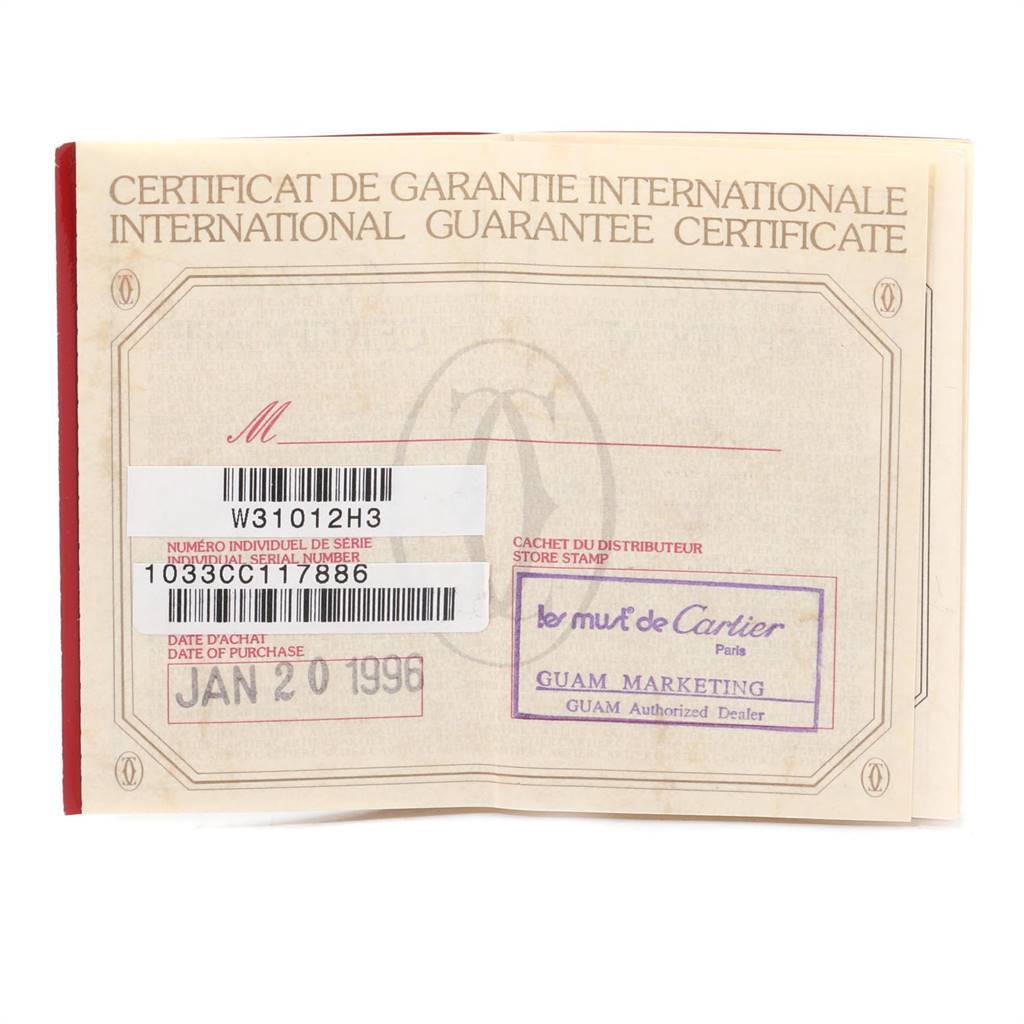 CERTIFICAT DE GARANTIE INTERNATIONALE
INTERNATIONAL GUARANTEE CERTIFICATE
M
W31012H3
NUMÉRO INDIVIDUEL DE SÉRIE
INDIVIDUAL SERIAL NUMBER
1033CC117886
DATE D'ACHAT
DATE OF PURCHASE
JAN 20 1996
CACHET DU DISTRIBUTEUR
STORE STAMP
les must de Cartier
Paris
GUAM MARKETING
GUAM Authorized Dealer